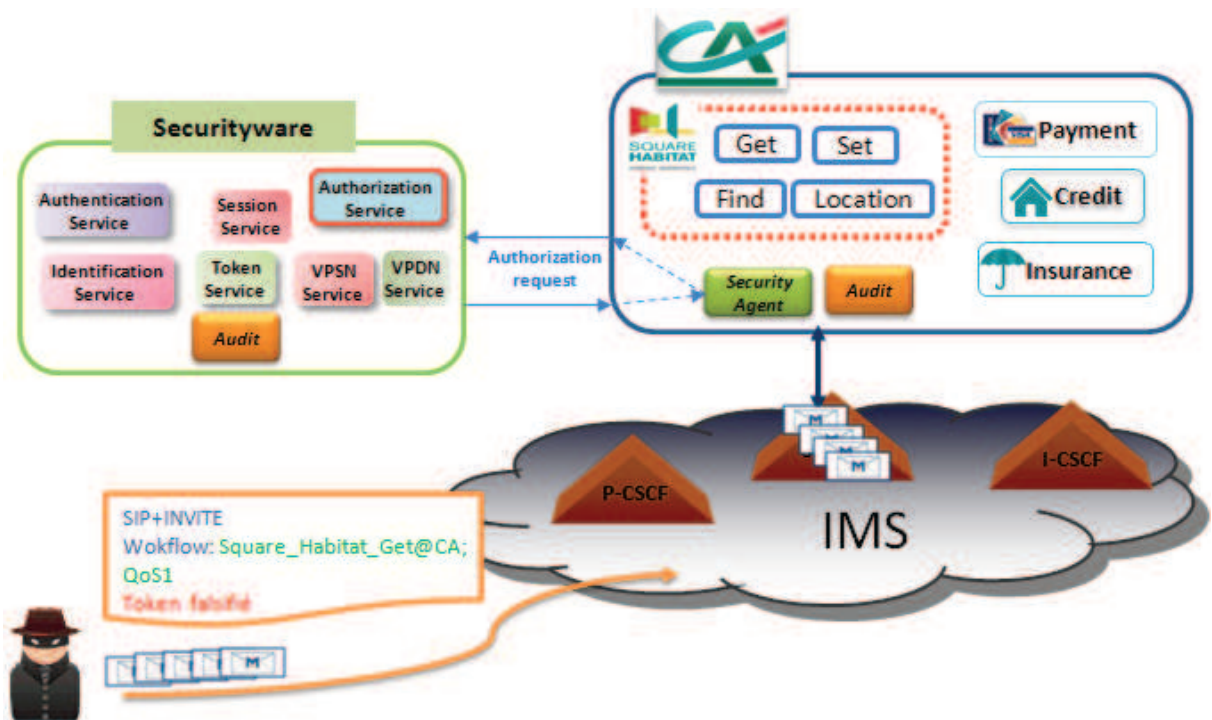 CA
Securityware
Authentication
Service
Session
Service
Authorization
Service
Identification
Service
Token
Service
VPSN
Service
VPDN
Service
Audit
Authorization
request
SQUARE
HABITAT
Get
Set
Find
Location
Security
Agent
Audit
Payment
Credit
Insurance
P-CSCF
I-CSCF
IMS
M
M
M
M
SIP+INVITE
Wokflow: Square_Habitat_Get@CA;
QoS1
Token falsifié
M